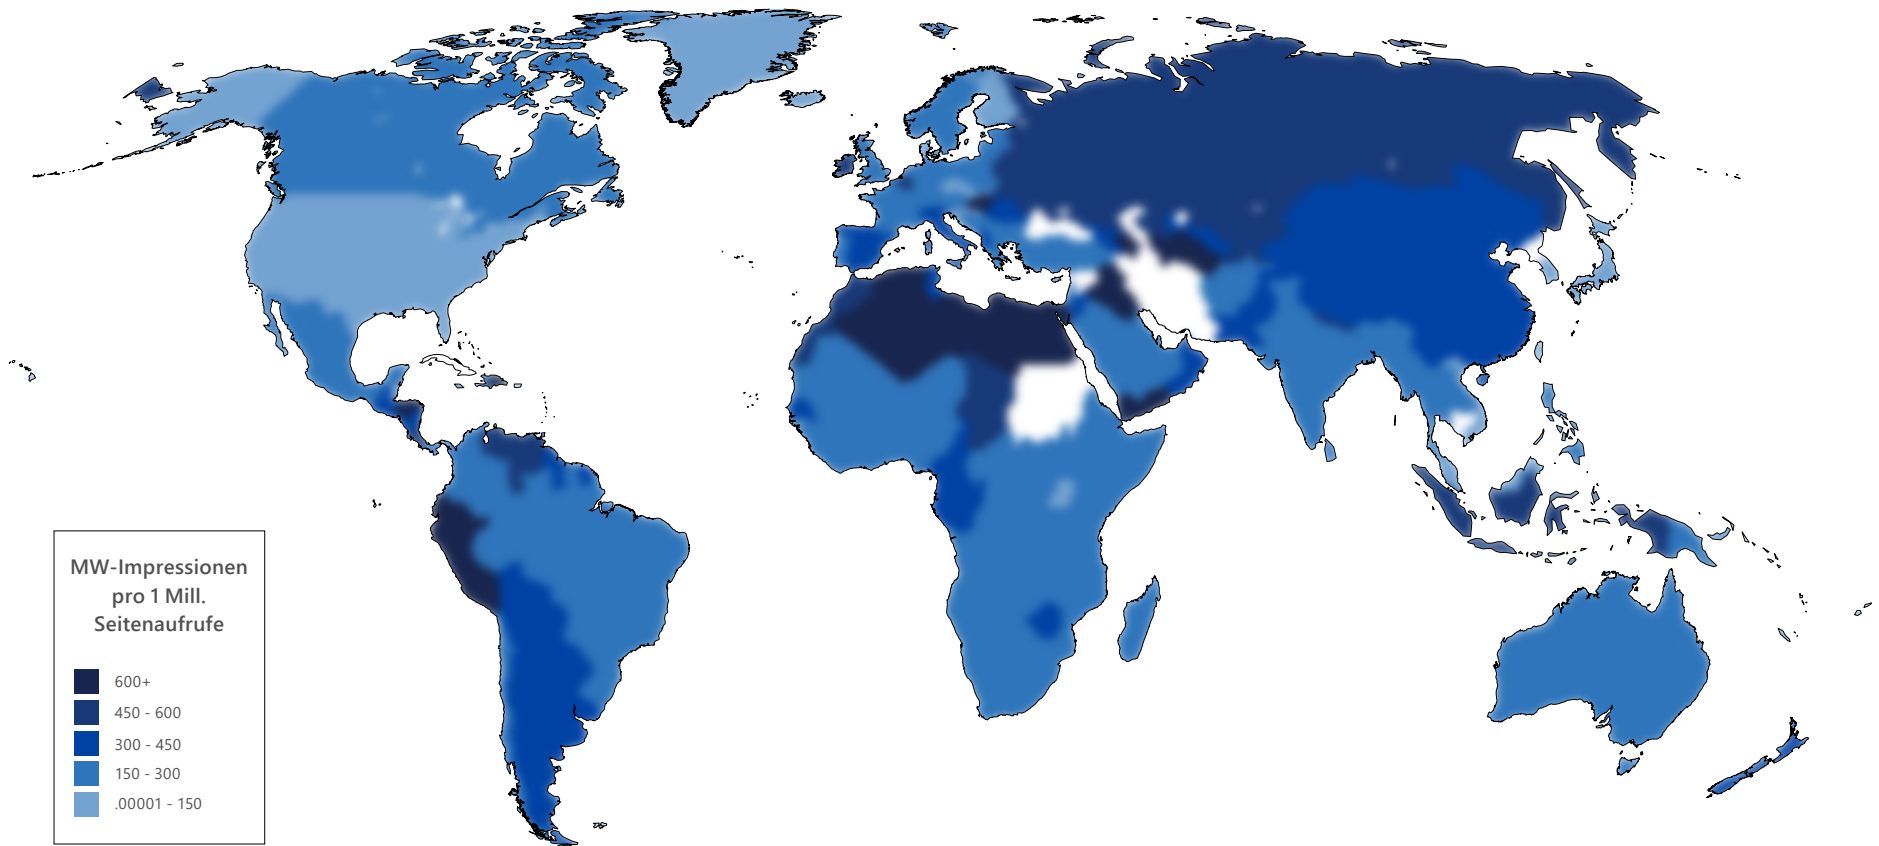 MW-Impressionen
pro 1 Mill.
Seitenaufrufe
600+
450 - 600
300 - 450
150 - 300
.00001 - 150